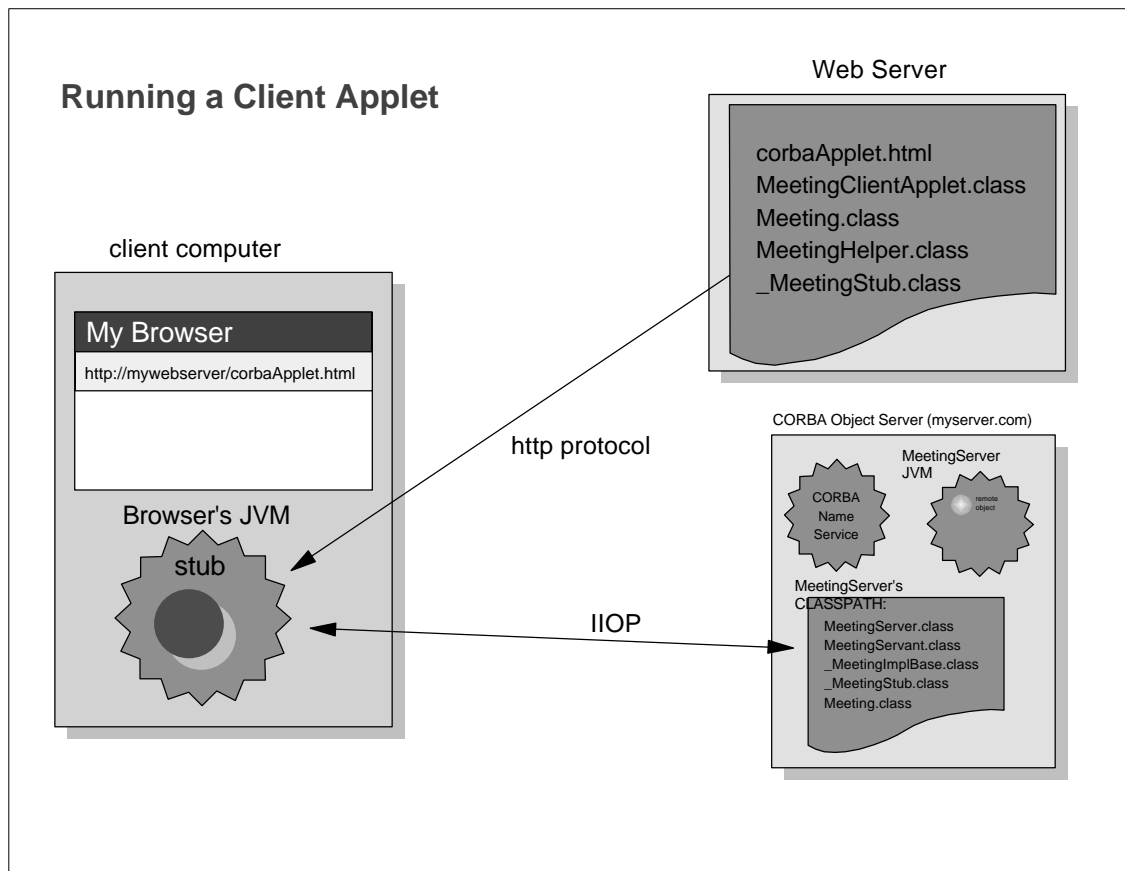 Running a Client Applet
Web Server
corbaApplet.html
MeetingClientApplet.class
Meeting.class
MeetingHelper.class
_MeetingStub.class
client computer
My Browser
http://mywebserver/corbaApplet.html
http protocol
Browser's JVM
stub
IIOP
CORBA Object Server (myserver.com)
CORBA
Name
Service
MeetingServer
JVM
remote
object
MeetingServer's
CLASSPATH:
MeetingServer.class
MeetingServant.class
_MeetingImplBase.class
_MeetingStub.class
Meeting.class